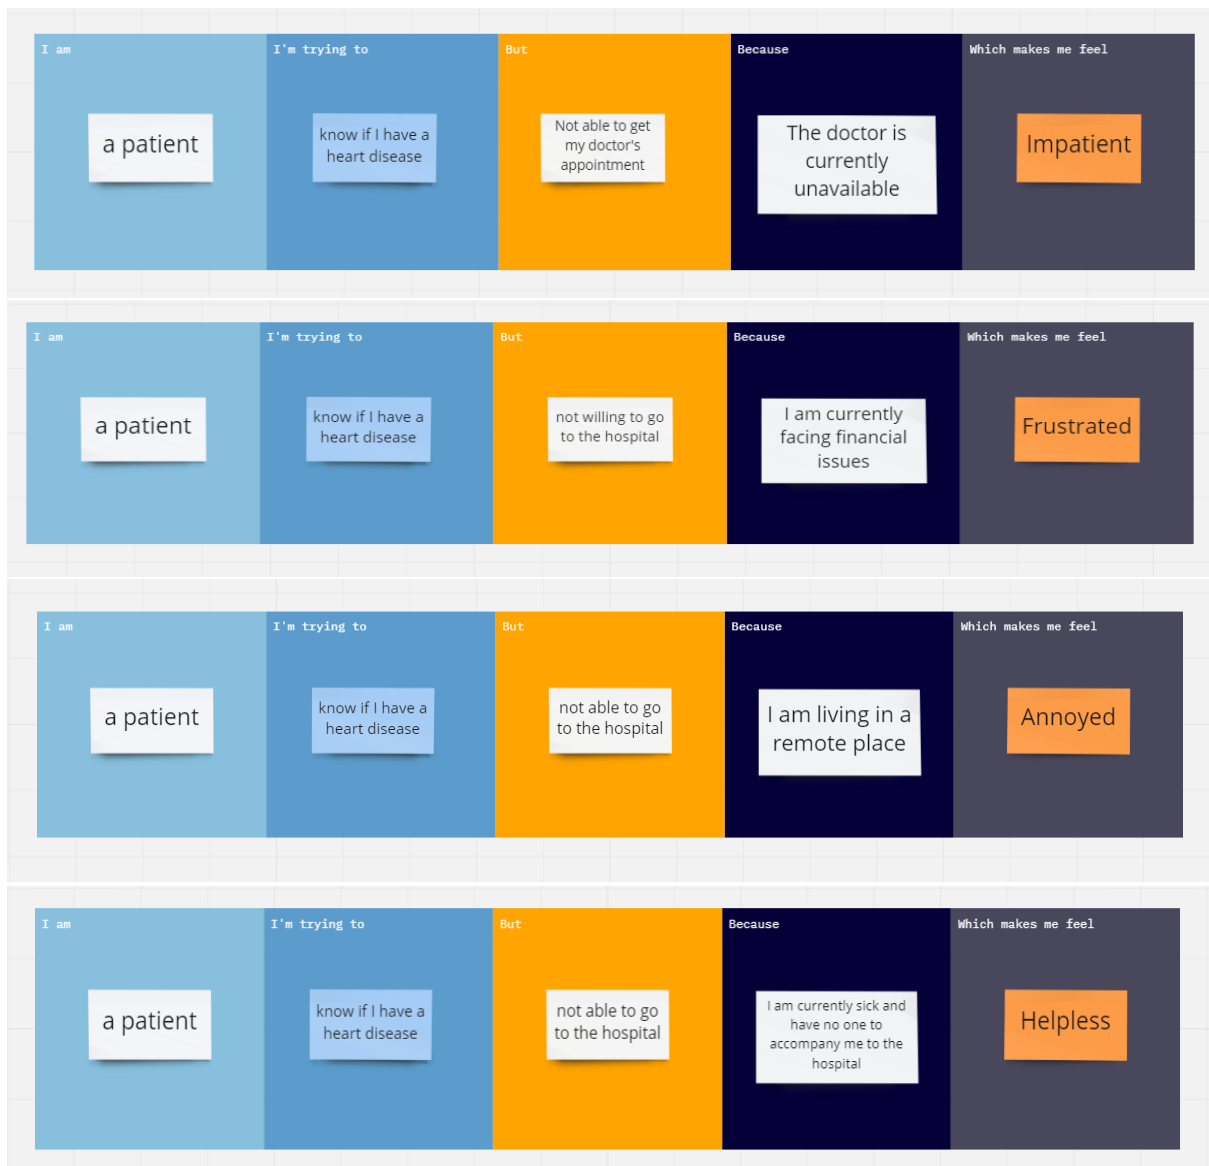 I am
I'm trying to
But
Because
Which makes me feel
a patient
know if I have a
heart disease
Not able to get
my doctor's
appointment
The doctor is
currently
unavailable
Impatient
I am
I'm trying to
But
Because
Which makes me feel
a patient
know if I have a
heart disease
not willing to go
to the hospital
I am currently
facing financial
issues
Frustrated
I am
I'm trying to
But
Because
Which makes me feel
a patient
know if I have a
heart disease
not able to go
to the hospital
I am living in a
remote place
Annoyed
I am
I'm trying to
But
Because
Which makes me feel
a patient
know if I have a
heart disease
not able to go
to the hospital
I am currently sick and
have no one to
accompany me to the
hospital
Helpless